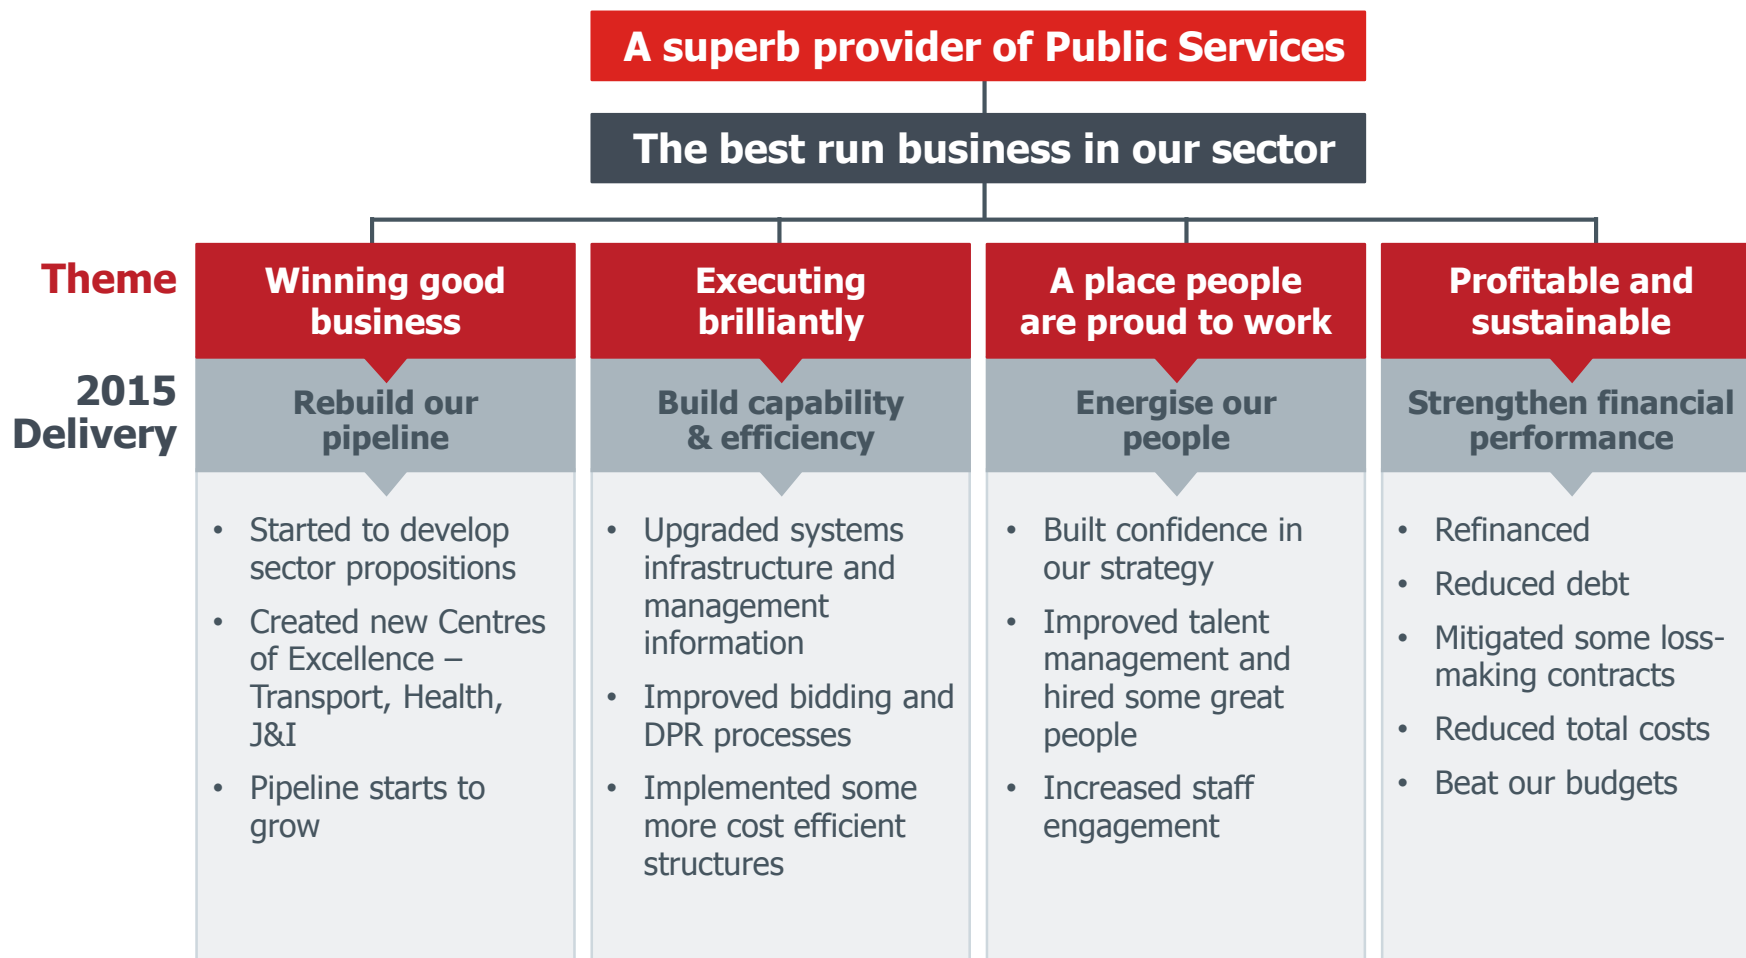 A superb provider of Public Services
The best run business in our sector
Theme
Winning good
business
Executing
brilliantly
A place people
are proud to work
Profitable and
sustainable
2015
Delivery
Rebuild our
pipeline
Build capability
& efficiency
Energise our
people
Strengthen financial
performance
• Started to develop
sector propositions
• Created new Centres
of Excellence –
Transport, Health,
J&I
• Pipeline starts to
grow
• Upgraded systems
infrastructure and
management
information
• Improved bidding and
DPR processes
• Implemented some
more cost efficient
structures
• Built confidence in
our strategy
• Improved talent
management and
hired some great
people
• Increased staff
engagement
• Refinanced
• Reduced debt
• Mitigated some loss-
making contracts
• Reduced total costs
• Beat our budgets